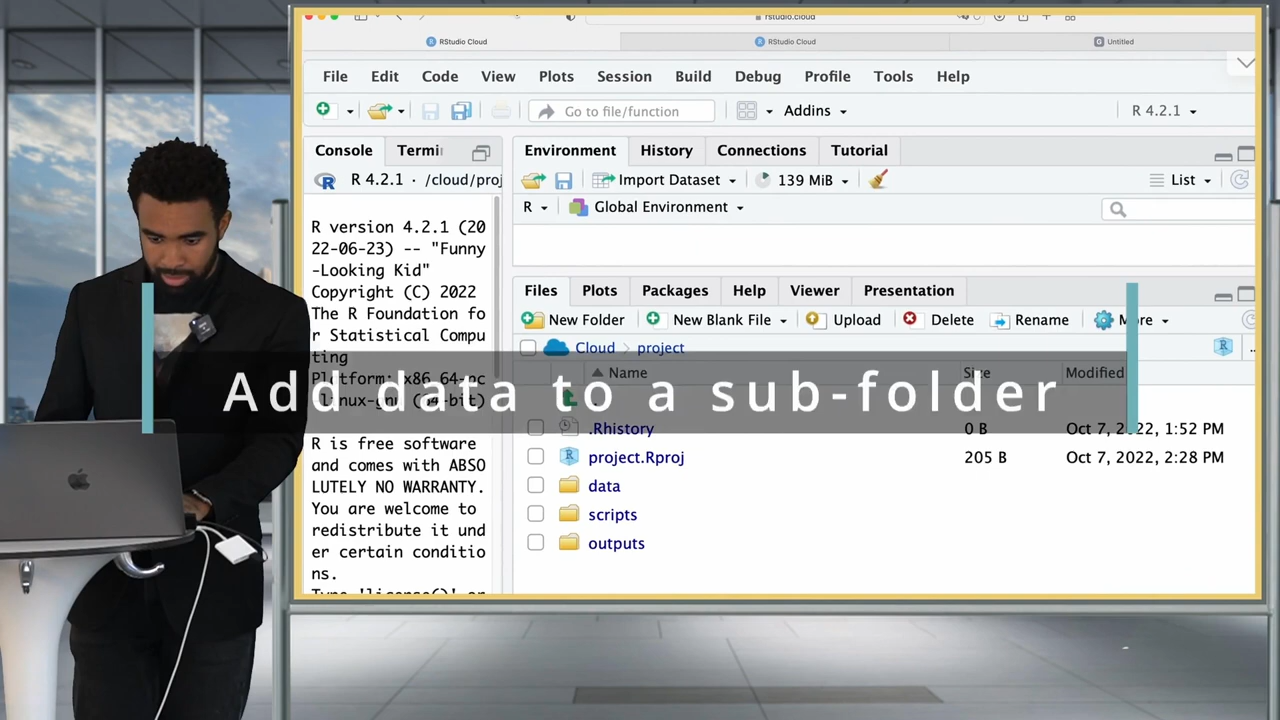 rstudio.cloud
RStudio Cloud
RStudio Cloud
Untitled
File Edit Code View Plots Session Build Debug Profile Tools Help
Go to file/function
Addins
R 4.2.1
Console
R 4.2.1 · /cloud/proj
R version 4.2.1 (20
22-06-23) -- "Funny
-Looking Kid"
Copyright (C) 2022
The R Foundation fo
r Statistical Compu
ting
R is free software
and comes with ABSO
LUTELY NO WARRANTY.
You are welcome to
redistribute it und
er certain conditio
ns.
Environment History Connections Tutorial
Import Dataset 139 MiB List
R Global Environment
Files Plots Packages Help Viewer Presentation
New Folder New Blank File Upload Delete Rename More
Cloud project
Name Size Modified
Add data to a sub-folder
.Rhistory 0 B Oct 7, 2022, 1:52 PM
project.Rproj 205 B Oct 7, 2022, 2:28 PM
data
scripts
outputs